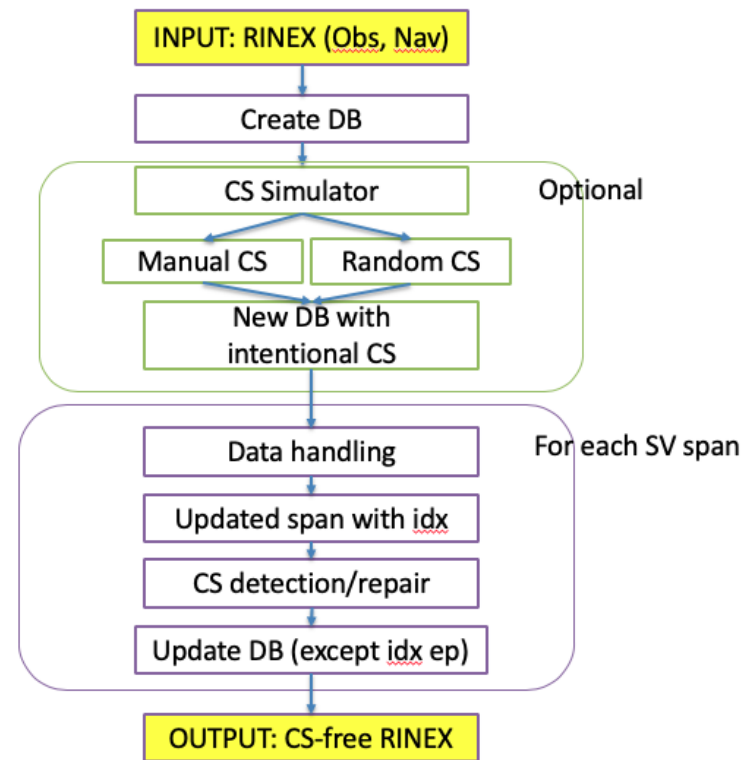 INPUT: RINEX (Obs, Nav)
Create DB
CS Simulator
Optional
Manual CS
Random CS
New DB with
intentional CS
Data handling
For each SV span
Updated span with idx
CS detection/repair
Update DB (except idx ep)
OUTPUT: CS-free RINEX